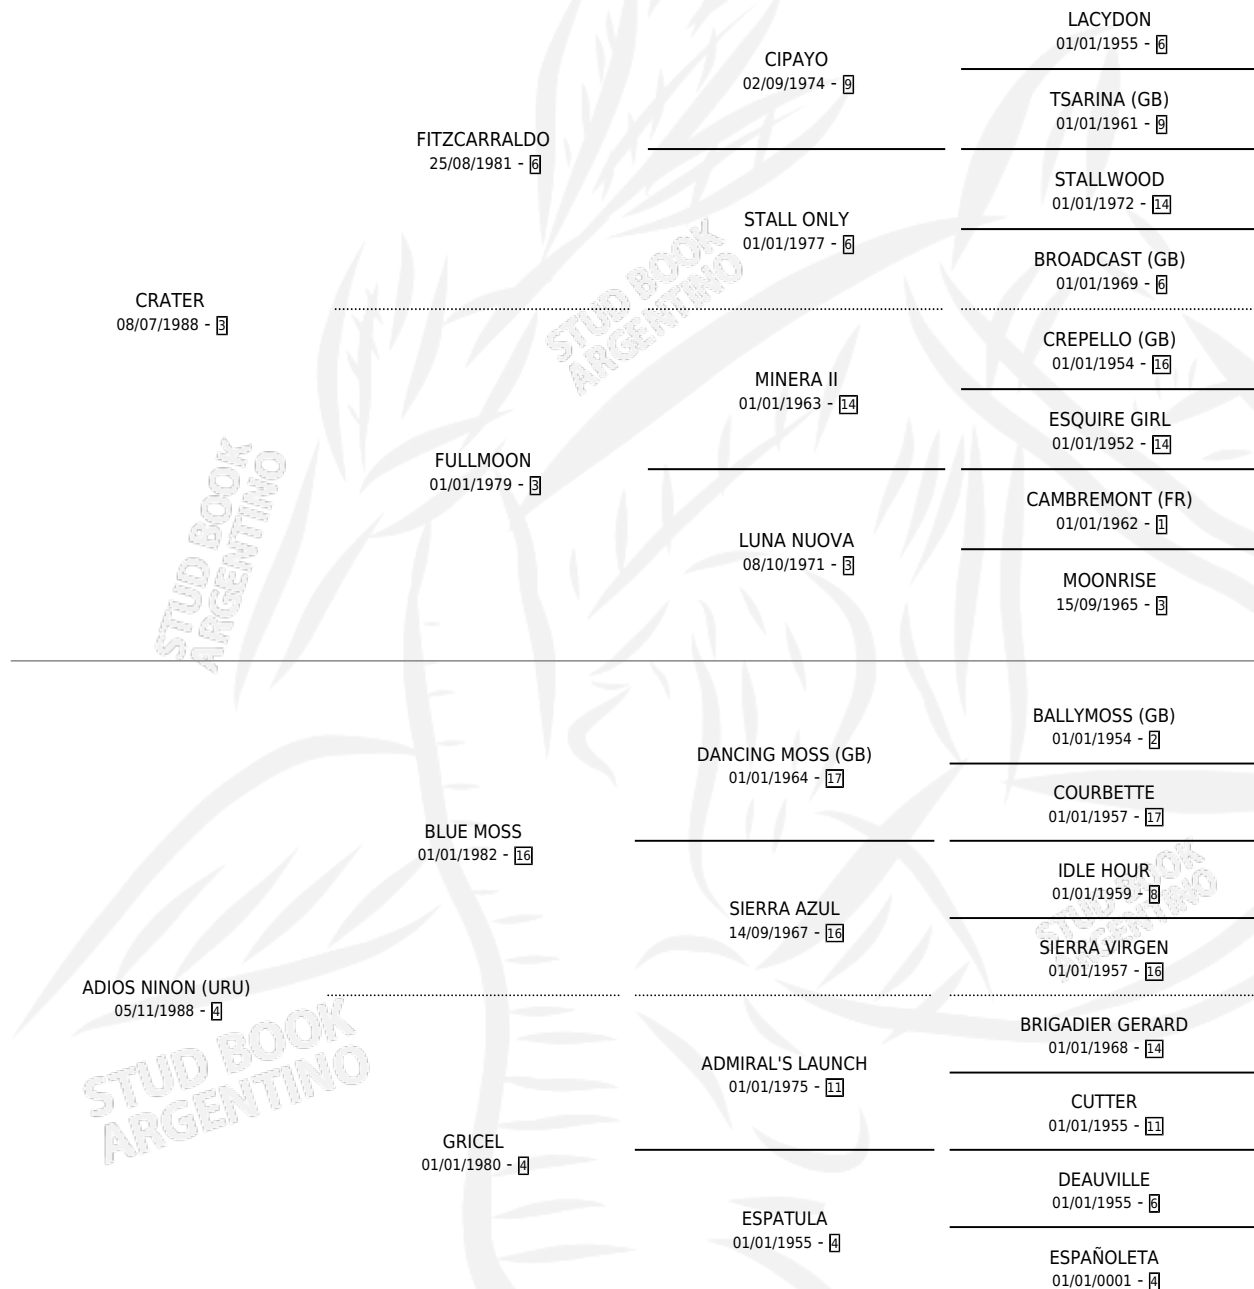 LACYDON
01/01/1955 - 6
CIPAYO
02/09/1974 - 9
TSARINA (GB)
01/01/1961 - 9
FITZCARRALDO
25/08/1981 - 6
STALLWOOD
01/01/1972 - 14
STALL ONLY
01/01/1977 - 6
BROADCAST (GB)
01/01/1969 - 6
CRATER
08/07/1988 - 3
CREPELLO (GB)
01/01/1954 - 16
MINERA II
01/01/1963 - 14
ESQUIRE GIRL
01/01/1952 - 14
FULLMOON
01/01/1979 - 3
CAMBREMONT (FR)
01/01/1962 - 1
LUNA NUOVA
08/10/1971 - 3
MOONRISE
15/09/1965 - 3
STUD BOOK
ARGENTINO
STUD BOOK
ARGENTINO
BALLYMOSS (GB)
01/01/1954 - 2
DANCING MOSS (GB)
01/01/1964 - 17
COURBETTE
01/01/1957 - 17
BLUE MOSS
01/01/1982 - 16
IDLE HOUR
01/01/1959 - 8
SIERRA AZUL
14/09/1967 - 16
SIERRA VIRGEN
01/01/1957 - 16
ADIOS NINON (URU)
05/11/1988 - 4
BRIGADIER GERARD
01/01/1968 - 14
ADMIRAL'S LAUNCH
01/01/1975 - 11
CUTTER
01/01/1955 - 11
GRICEL
01/01/1980 - 4
DEAUVILLE
01/01/1955 - 6
ESPATULA
01/01/1955 - 4
ESPAÑOLETA
01/01/0001 - 4
STUD BOOK
ARGENTINO
STUD BOOK
ARGENTINO